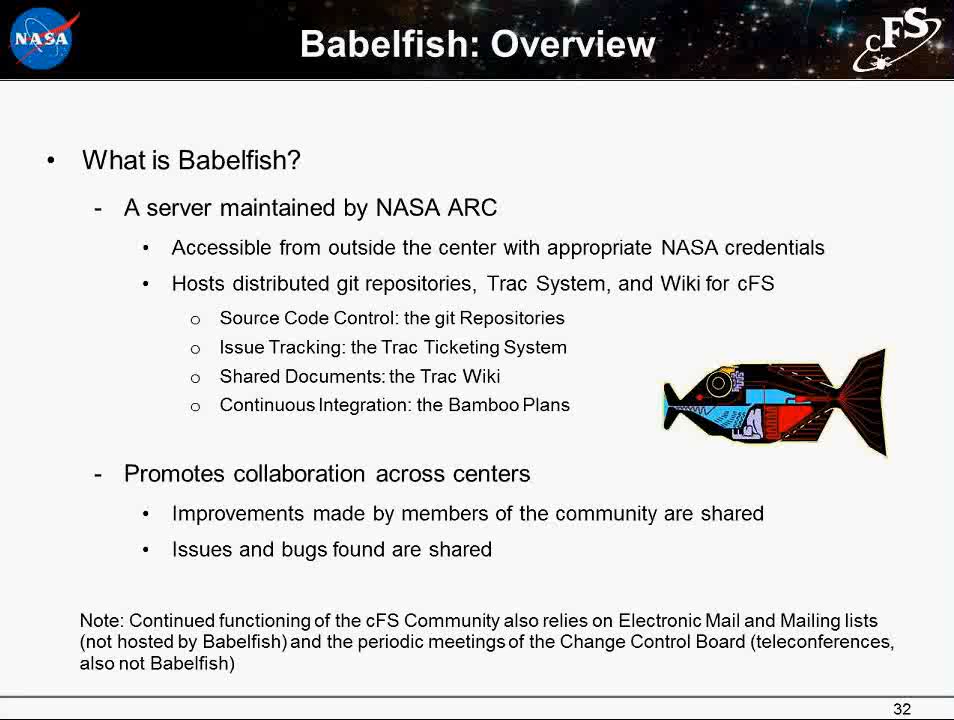 NASA
Babelfish: Overview
cFS
• What is Babelfish?
- A server maintained by NASA ARC
• Accessible from outside the center with appropriate NASA credentials
• Hosts distributed git repositories, Trac System, and Wiki for cFS
o Source Code Control: the git Repositories
o Issue Tracking: the Trac Ticketing System
o Shared Documents: the Trac Wiki
o Continuous Integration: the Bamboo Plans
- Promotes collaboration across centers
• Improvements made by members of the community are shared
• Issues and bugs found are shared
Note: Continued functioning of the cFS Community also relies on Electronic Mail and Mailing lists
(not hosted by Babelfish) and the periodic meetings of the Change Control Board (teleconferences,
also not Babelfish)
32